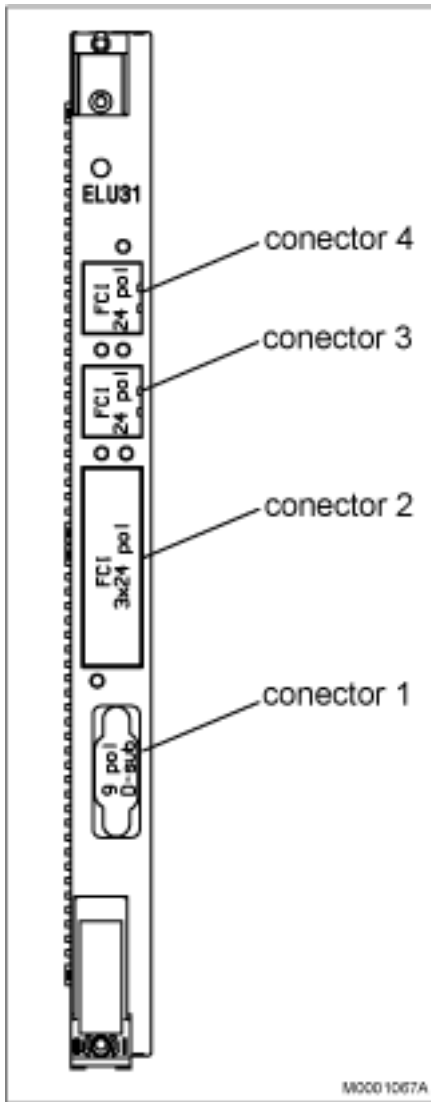 ELU31
conector 4
FCI
24 pol
conector 3
FCI
24 pol
conector 2
FCI
3x24 pol
conector 1
9 pol
D-sub
M0001067A